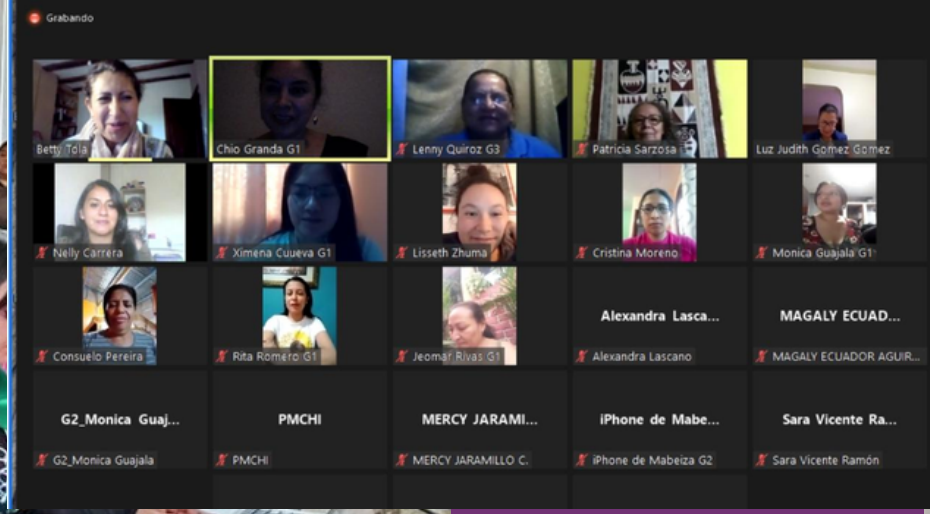 Grabando
Betty Tola
Chio Granda G1
Lenny Quiroz G3
Patricia Sarzosa
Luz Judith Gomez Gomez
Nelly Carrera
Ximena Cuueva G1
Lisseth Zhuma
Cristina Moreno
Monica Guajala G1
Consuelo Pereira
Rita Romero G1
Jeomar Rivas G1
Alexandra Lasca...
Alexandra Lascano
MAGALY ECUAD...
MAGALY ECUADOR AGUIR...
G2_Monica Guaj...
G2_Monica Guajala
PMCHI
PMCHI
MERCY JARAMI...
MERCY JARAMILLO C.
iPhone de Mabe...
iPhone de Mabeiza G2
Sara Vicente Ra...
Sara Vicente Ramón